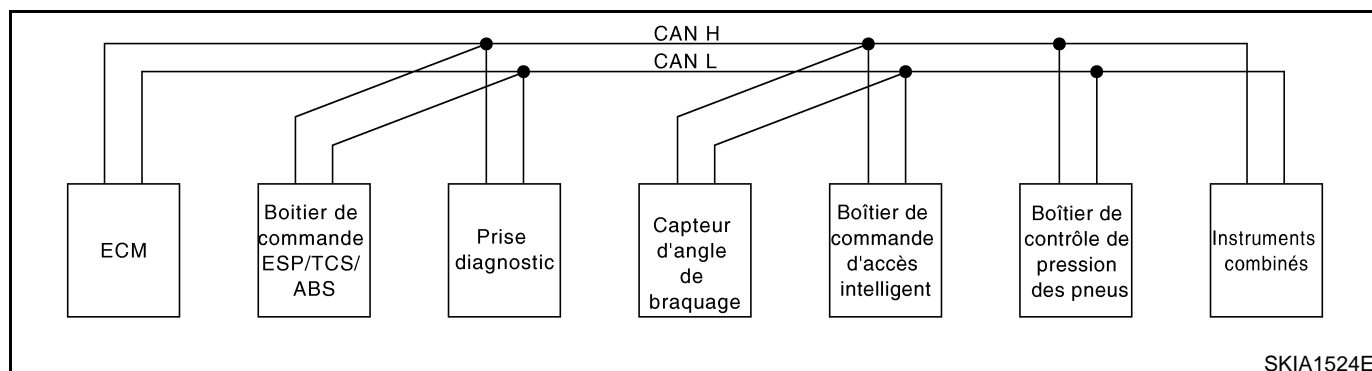 CAN H
CAN L
ECM
Boitier de
commande
ESP/TCS/
ABS
Prise
diagnostic
Capteur
d'angle
de
braquage
Boîtier de
commande
d'accès
intelligent
Boîtier de
contrôle de
pression
des pneus
Instruments
combinés
SKIA1524E